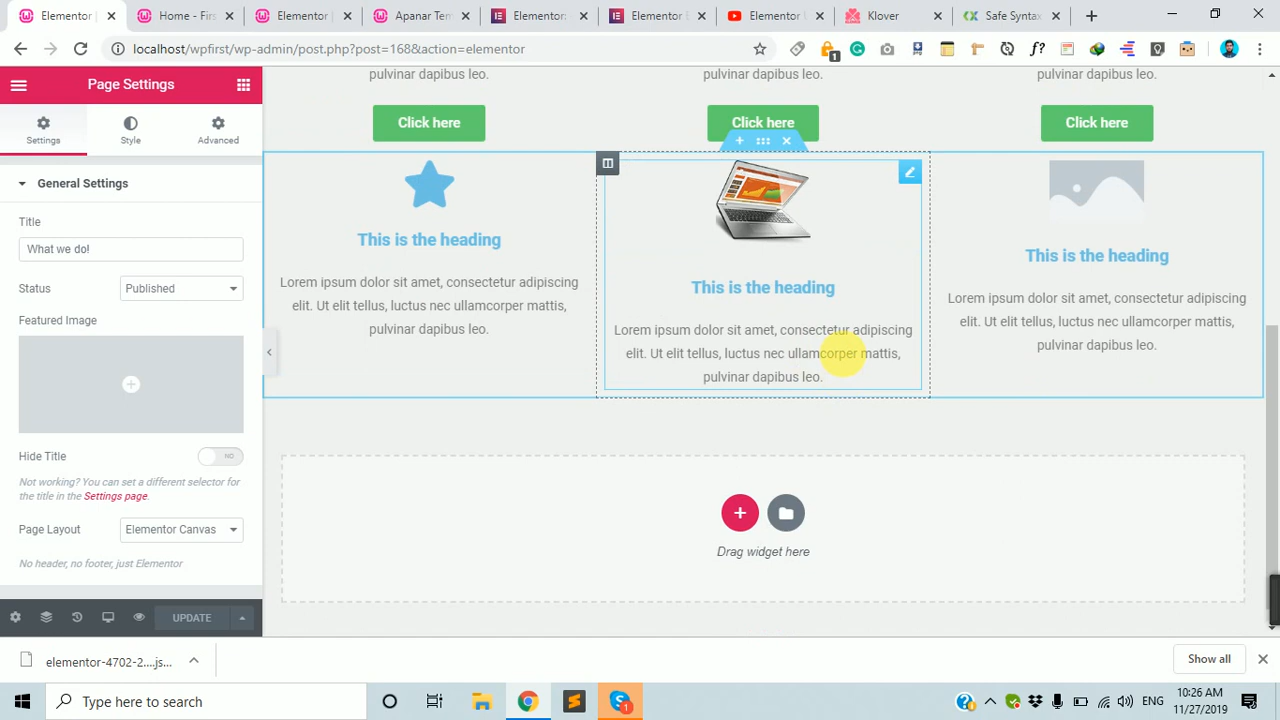 Elementor |
Home - Firs
Elementor |
Apanar Tem
Elementor:
Elementor E
Elementor U
Klover
Safe Syntax
localhost/wpfirst/wp-admin/post.php?post=168&action=elementor
1
f?
Page Settings
Settings
Style
Advanced
General Settings
Title
What we do!
Status
Published
Featured Image
Hide Title
NO
Not working? You can set a different selector for
the title in the Settings page.
Page Layout
Elementor Canvas
No header, no footer, just Elementor
UPDATE
pulvinar dapibus leo.
pulvinar dapibus leo.
pulvinar dapibus leo.
Click here
Click here
Click here
This is the heading
Lorem ipsum dolor sit amet, consectetur adipiscing
elit. Ut elit tellus, luctus nec ullamcorper mattis,
pulvinar dapibus leo.
This is the heading
Lorem ipsum dolor sit amet, consectetur adipiscing
elit. Ut elit tellus, luctus nec ullamcorper mattis,
pulvinar dapibus leo.
This is the heading
Lorem ipsum dolor sit amet, consectetur adipiscing
elit. Ut elit tellus, luctus nec ullamcorper mattis,
pulvinar dapibus leo.
Drag widget here
elementor-4702-2....js...
Show all
Type here to search
1
ENG
10:26 AM
11/27/2019